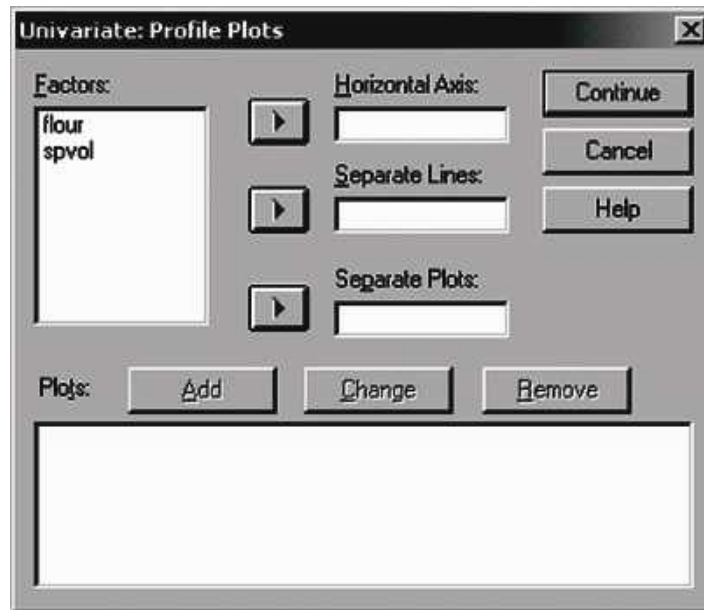 Univariate: Profile Plots
Factors:
flour
spvol
Horizontal Axis:
Separate Lines:
Separate Plots:
Continue
Cancel
Help
Plots:
Add
Change
Remove